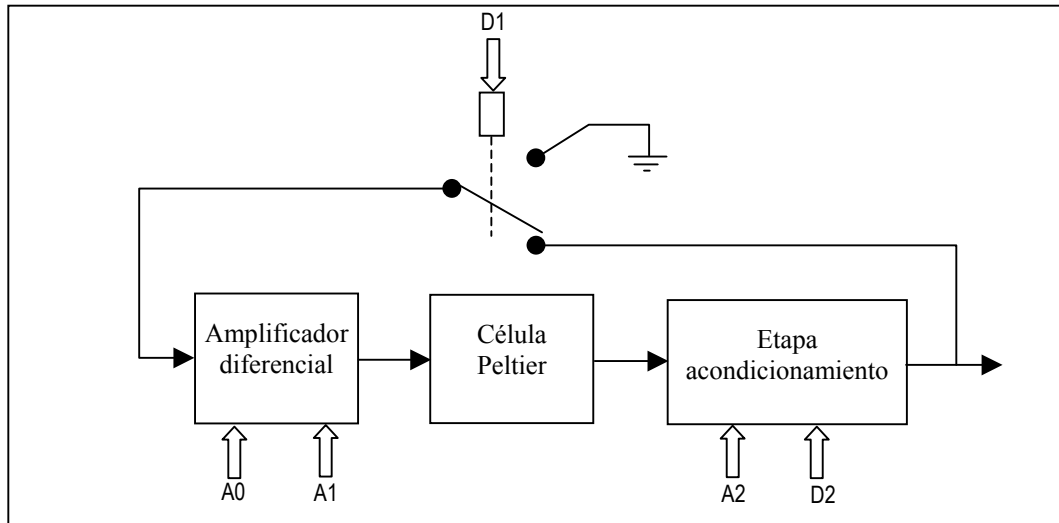 D1
Amplificador
diferencial
Célula
Peltier
Etapa
acondicionamiento
A0
A1
A2
D2